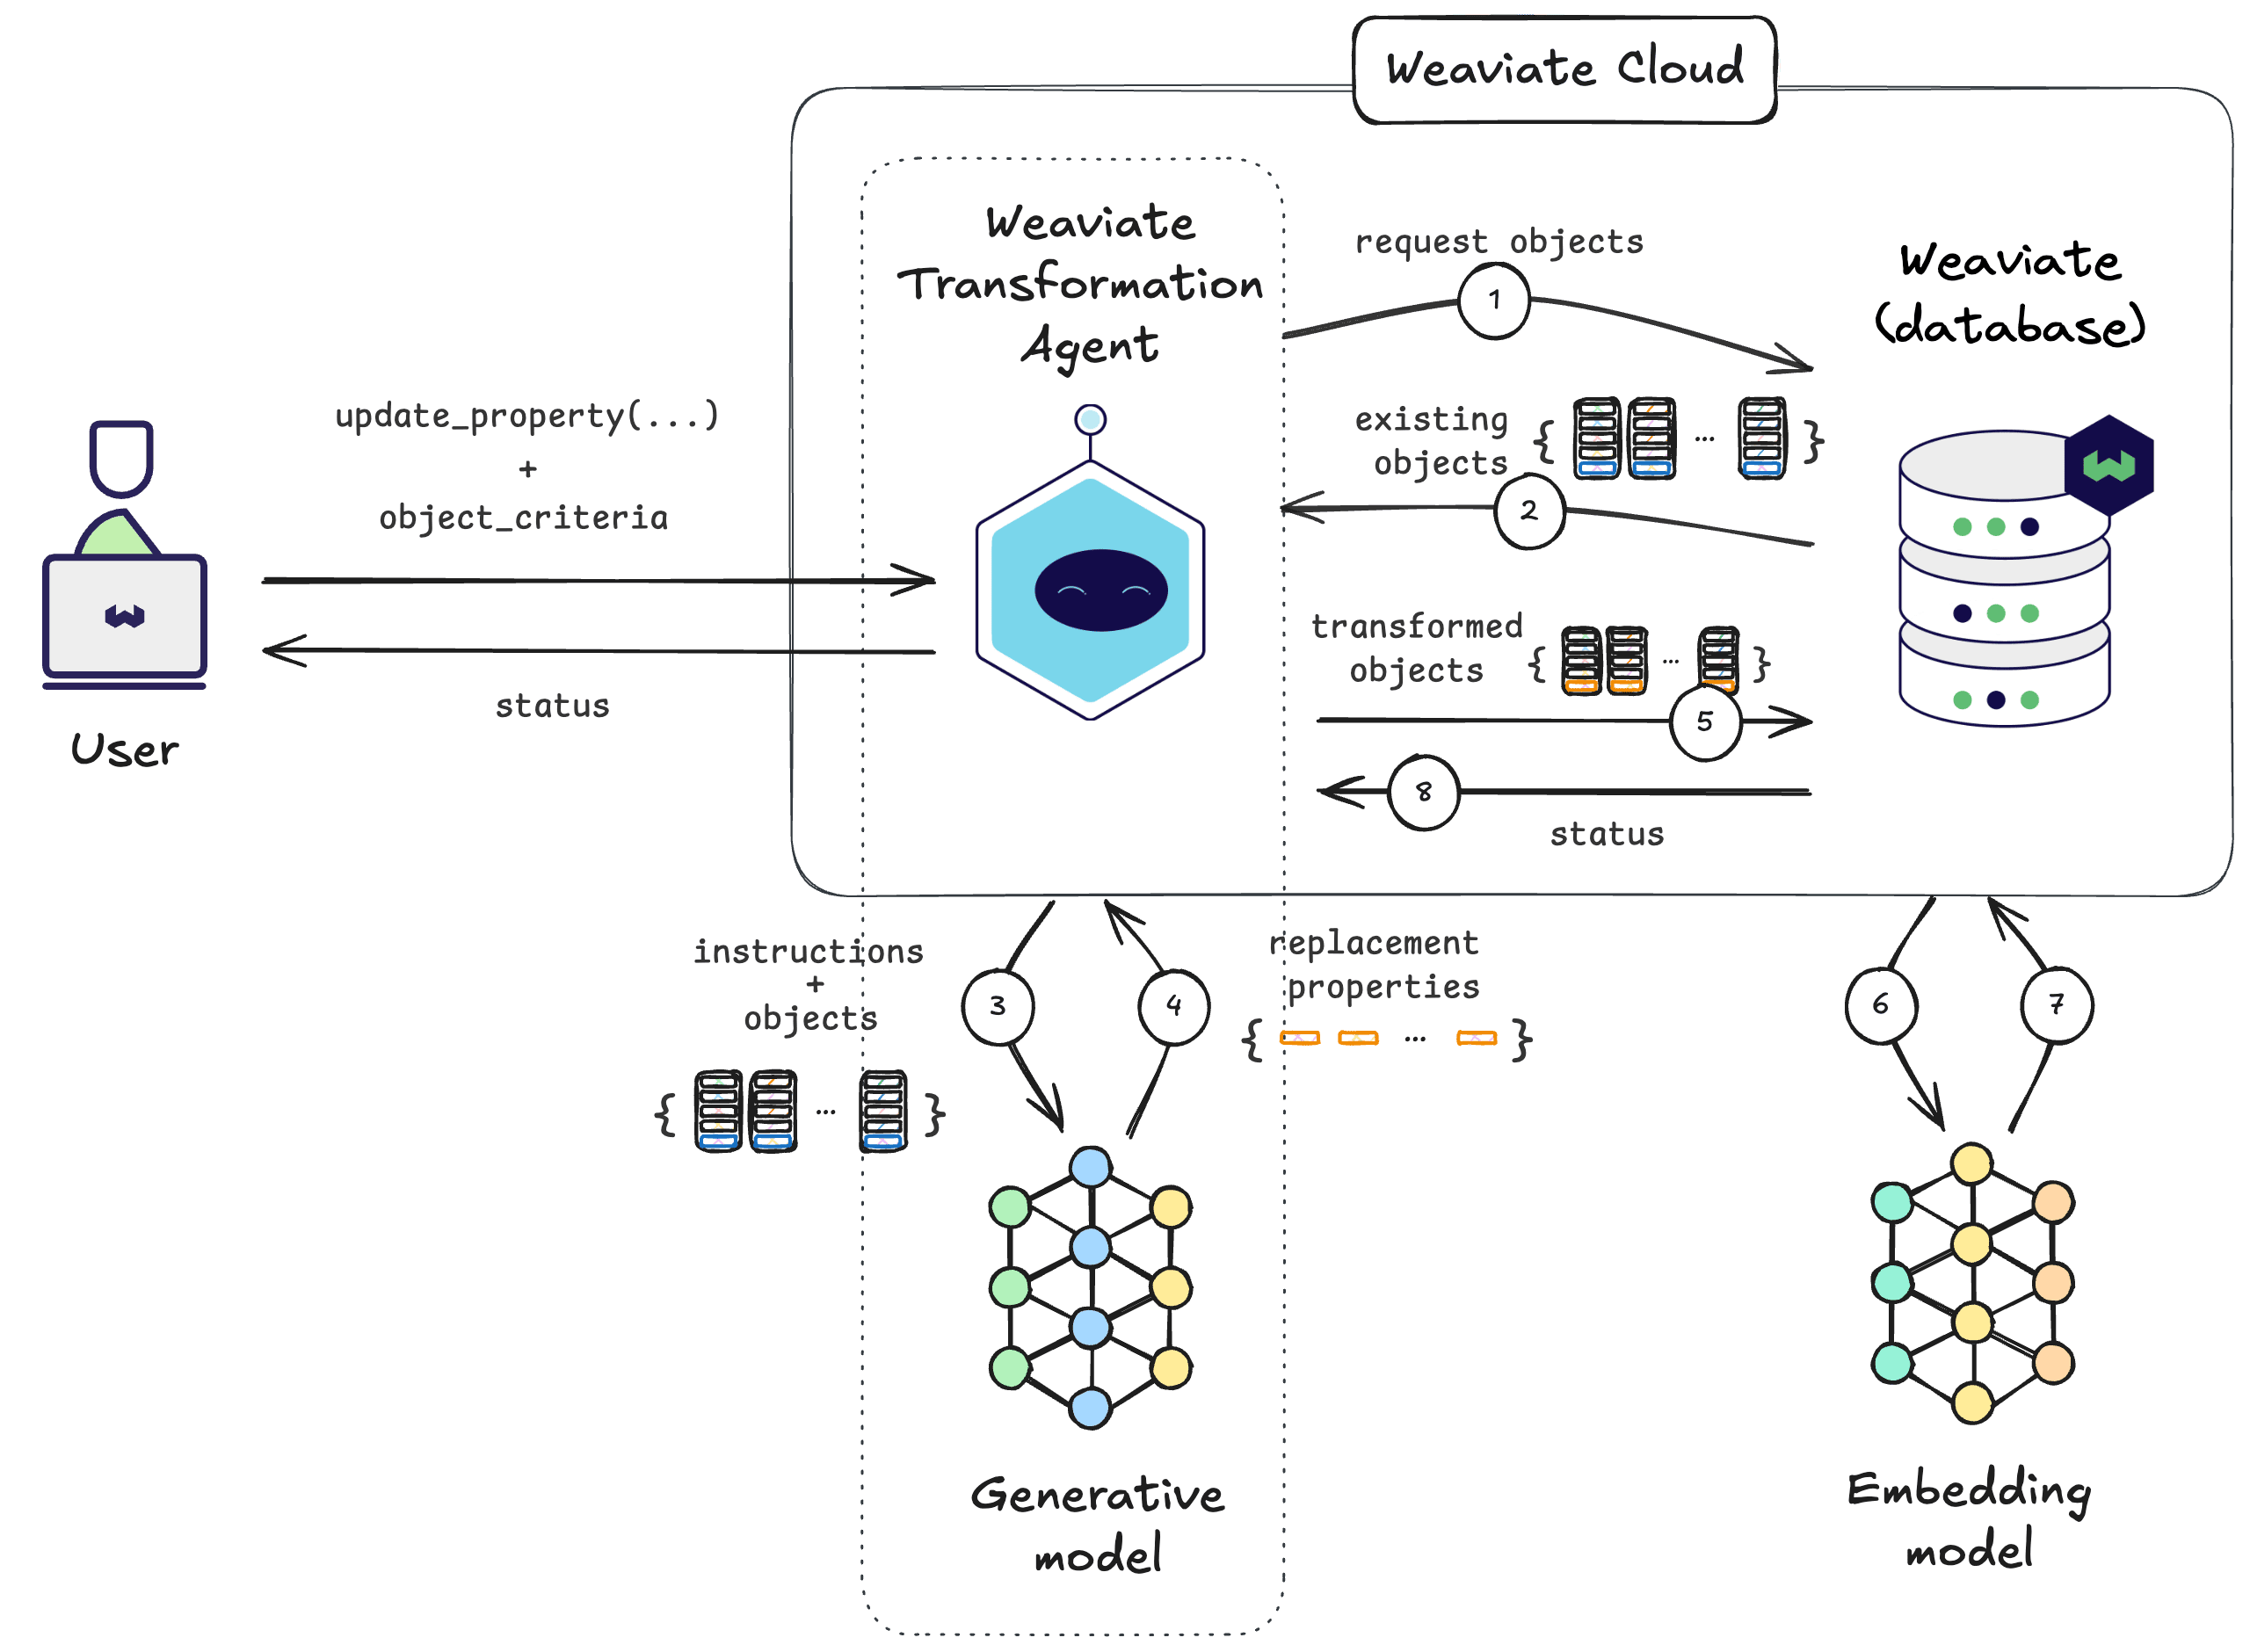 Weaviate Cloud
Weaviate
Transformation
Agent
request objects
1
Weaviate
(database)
update_property(...)
+
object_criteria
existing
objects
{ ... }
2
transformed
objects
{ ... }
5
status
User
8
status
instructions
+
objects
{ ... }
3
4
replacement
properties
{ ... }
6
7
Generative
model
Embedding
model